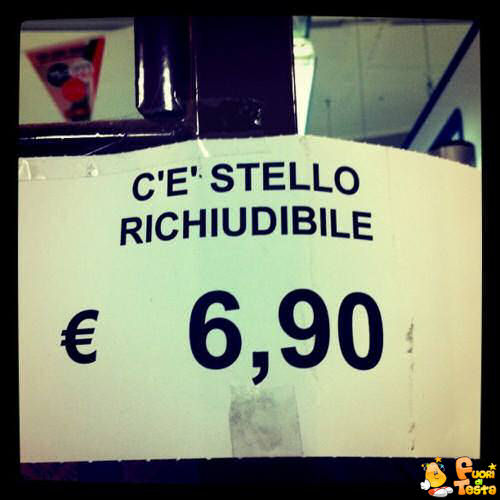 C'E' STELLO
RICHIUDIBILE
€ 6,90
FUORI
di
TESTA